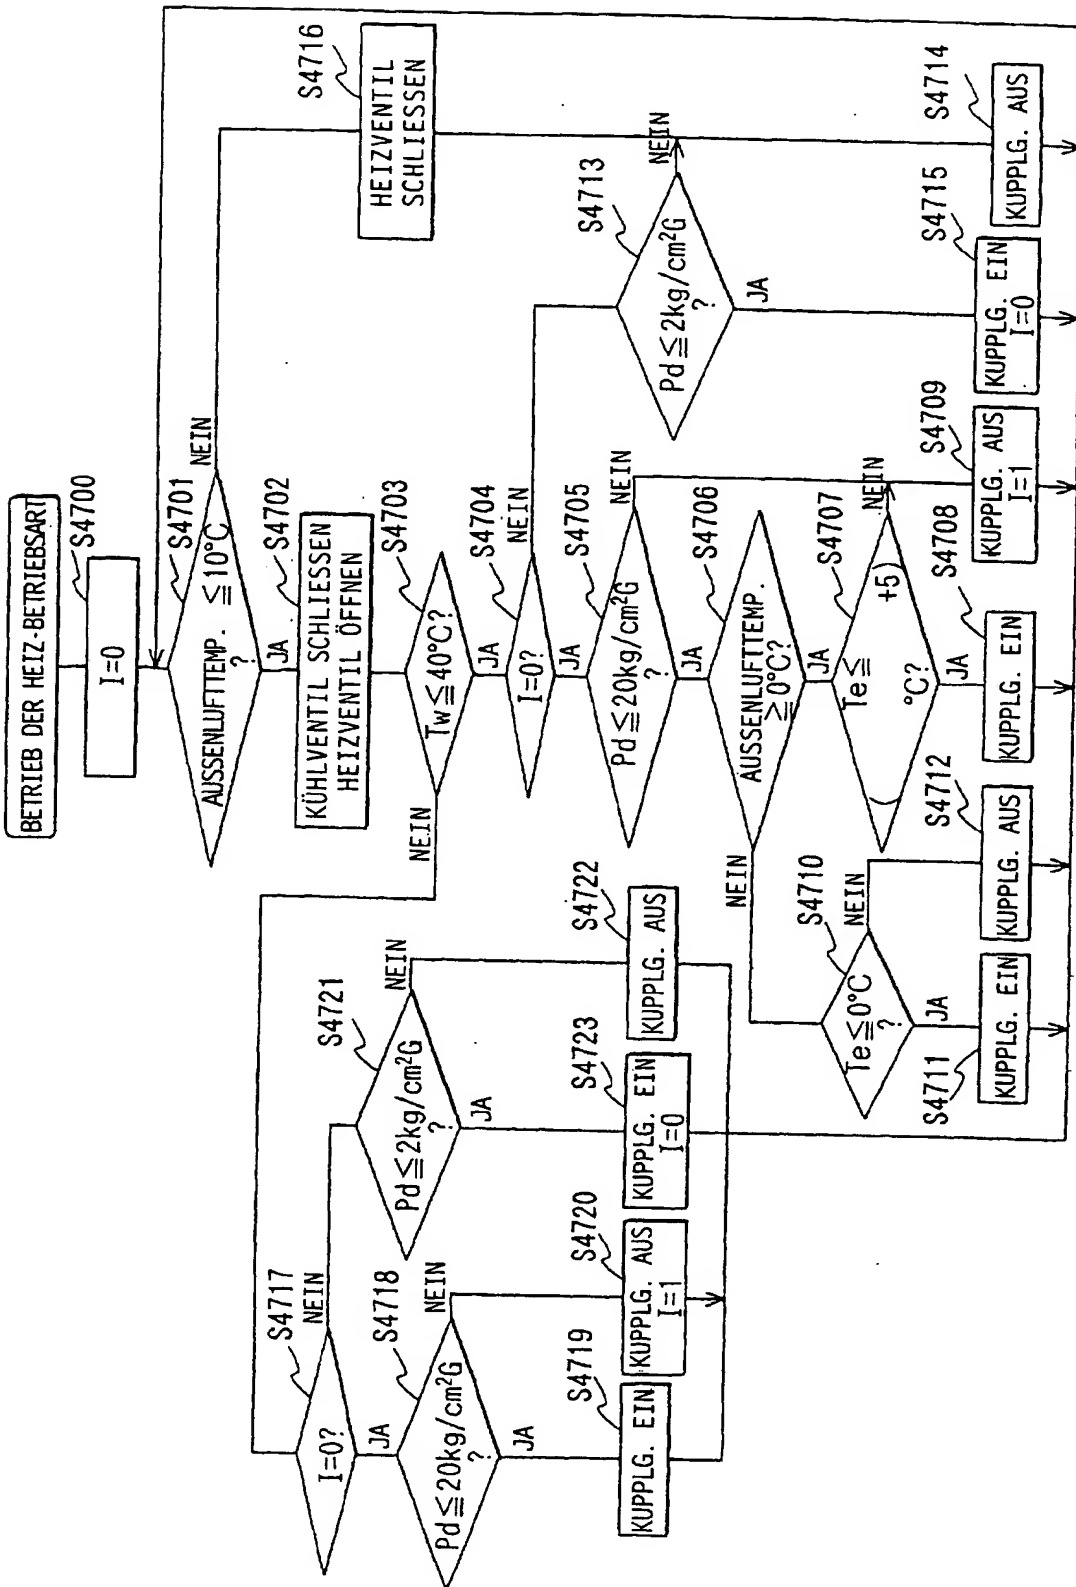 BETRIEB DER HEIZ-BETRIEBSART
S4700
I=0
S4701
AUSSENLUFTTEMP. ≦10°C
?
NEIN
JA
S4702
KÜHLVENTIL SCHLIESSEN
HEIZVENTIL ÖFFNEN
S4716
HEIZVENTIL
SCHLIESSEN
S4703
Tw≦40°C?
NEIN
JA
S4704
I=0?
NEIN
JA
S4705
Pd≦20kg/cm²G
?
NEIN
JA
S4706
AUSSENLUFTTEMP.
≧0°C?
NEIN
JA
S4707
Te≦
( +5)
°C?
NEIN
JA
S4708
KUPPLG. EIN
S4709
KUPPLG. AUS
I=1
S4710
Te≦0°C
?
NEIN
JA
S4711
KUPPLG. EIN
S4712
KUPPLG. AUS
S4713
Pd≦2kg/cm²G
?
NEIN
JA
S4714
KUPPLG. AUS
S4715
KUPPLG. EIN
I=0
S4717
I=0?
NEIN
JA
S4718
Pd≦20kg/cm²G
?
NEIN
JA
S4719
KUPPLG. EIN
S4720
KUPPLG. AUS
I=1
S4721
Pd≦2kg/cm²G
?
NEIN
JA
S4722
KUPPLG. AUS
S4723
KUPPLG. EIN
I=0